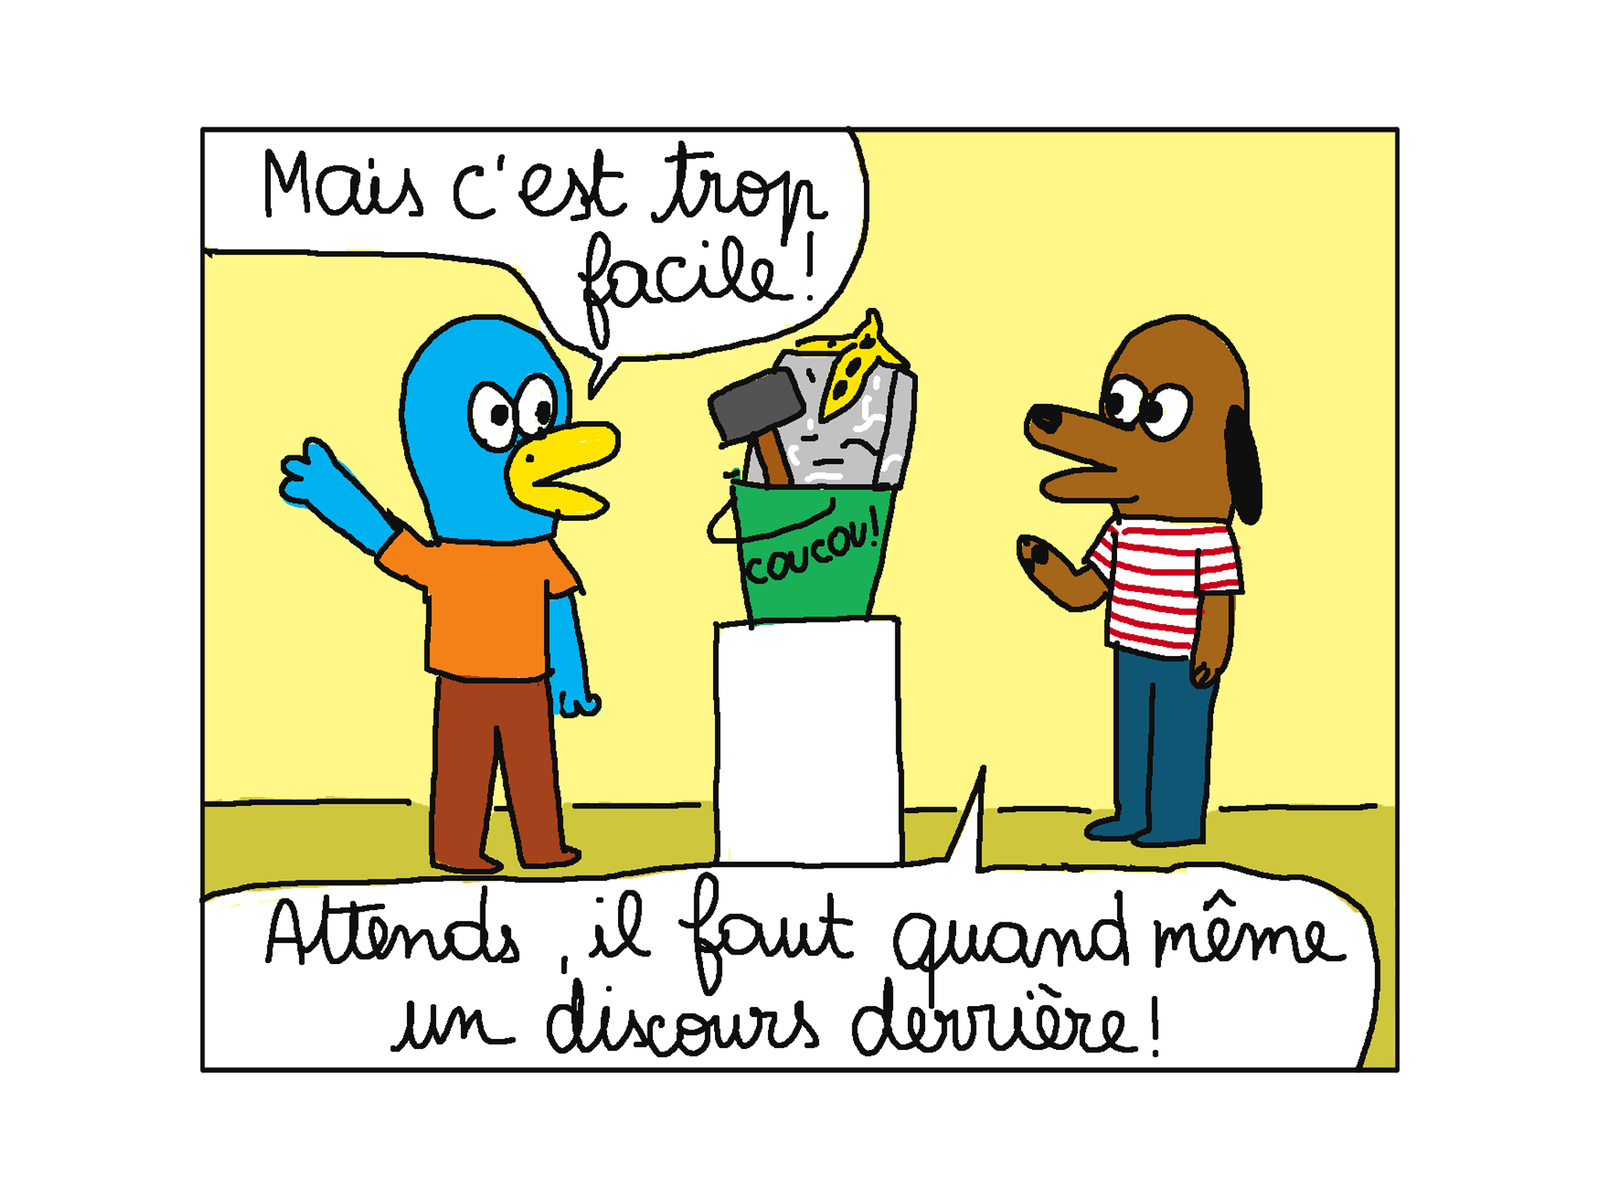 Mais c'est trop
facile!
coucou!
Attends, il faut quand même
un discours derrière!